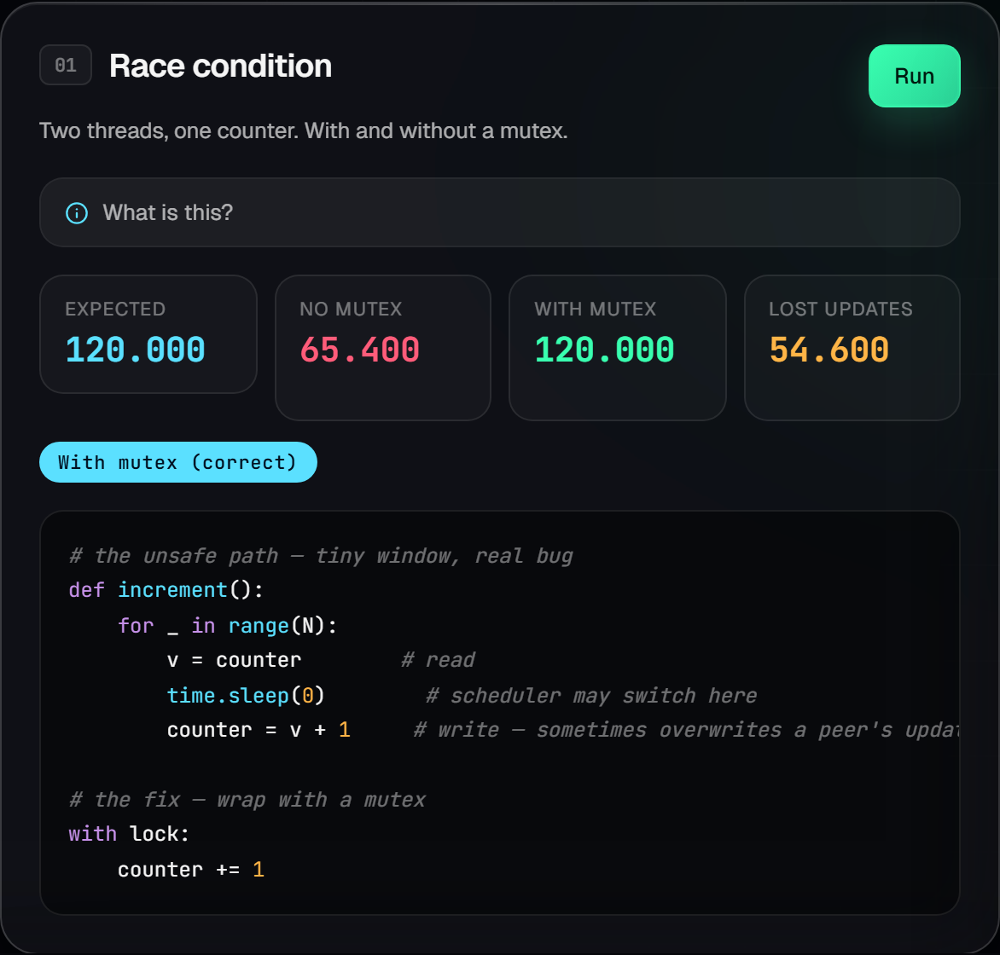 01
Race condition
Run
Two threads, one counter. With and without a mutex.
What is this?
EXPECTED
120.000
NO MUTEX
65.400
WITH MUTEX
120.000
LOST UPDATES
54.600
With mutex (correct)
# the unsafe path — tiny window, real bug
def increment():
    for _ in range(N):
        v = counter        # read
        time.sleep(0)        # scheduler may switch here
        counter = v + 1     # write — sometimes overwrites a peer's
# the fix — wrap with a mutex
with lock:
    counter += 1